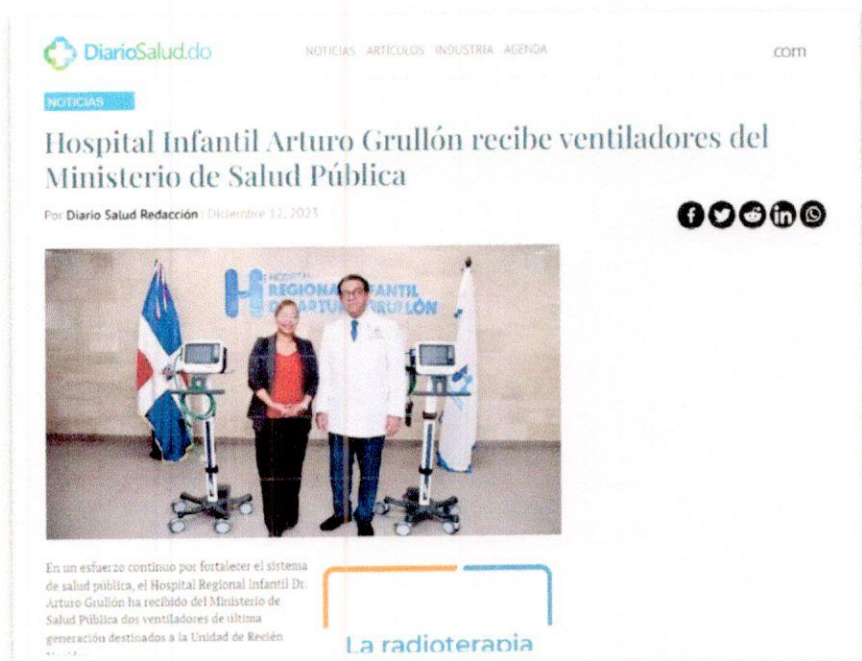 DiarioSalud.do
NOTICIAS ARTÍCULOS INDUSTRIA AGENDA
com
NOTICIAS
Hospital Infantil Arturo Grullón recibe ventiladores del
Ministerio de Salud Pública
Por Diario Salud Redacción | Diciembre 12, 2023
HOSPITAL
REGIONAL INFANTIL
DR. ARTURO GRULLÓN
En un esfuerzo continuo por fortalecer el sistema
de salud pública, el Hospital Regional Infantil Dr.
Arturo Grullón ha recibido del Ministerio de
Salud Pública dos ventiladores de última
generación destinados a la Unidad de Recién
La radioterapia